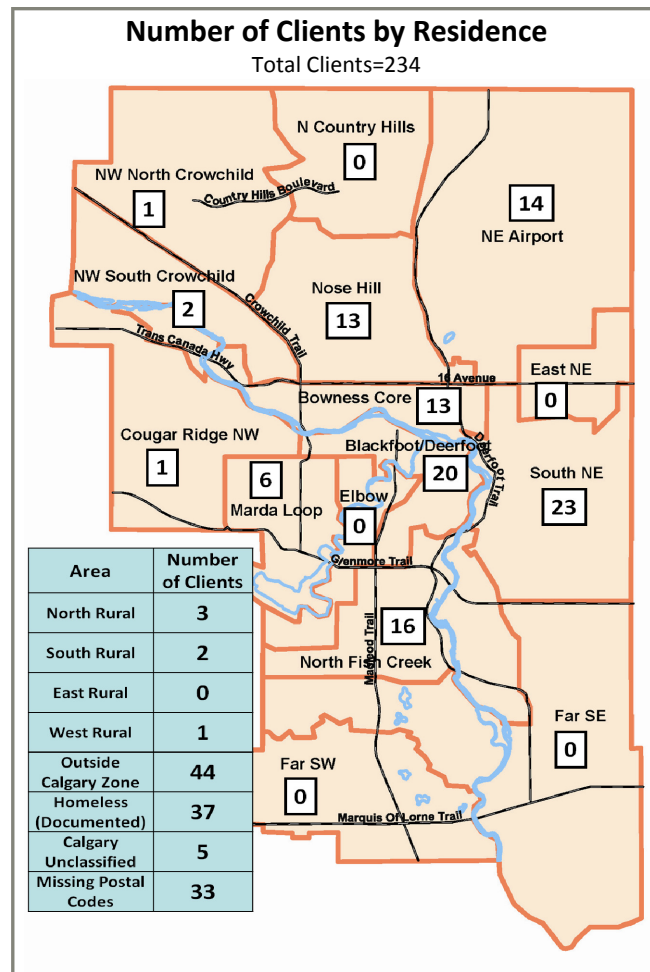 Number of Clients by Residence
Total Clients=234
N Country Hills
0
NW North Crowchild
1
Country Hills Boulevard
14
NE Airport
NW South Crowchild
2
Nose Hill
13
Crowchild Trail
Trans Canada Hwy
16 Avenue
East NE
0
Bowness Core
13
Cougar Ridge NW
1
Blackfoot/Deerfoot
20
Deerfoot Trail
6
Marda Loop
Elbow
0
South NE
23
Glenmore Trail
16
Macleod Trail
North Fish Creek
Far SE
0
Far SW
0
Marquis Of Lorne Trail
Area Number of Clients
North Rural 3
South Rural 2
East Rural 0
West Rural 1
Outside Calgary Zone 44
Homeless (Documented) 37
Calgary Unclassified 5
Missing Postal Codes 33